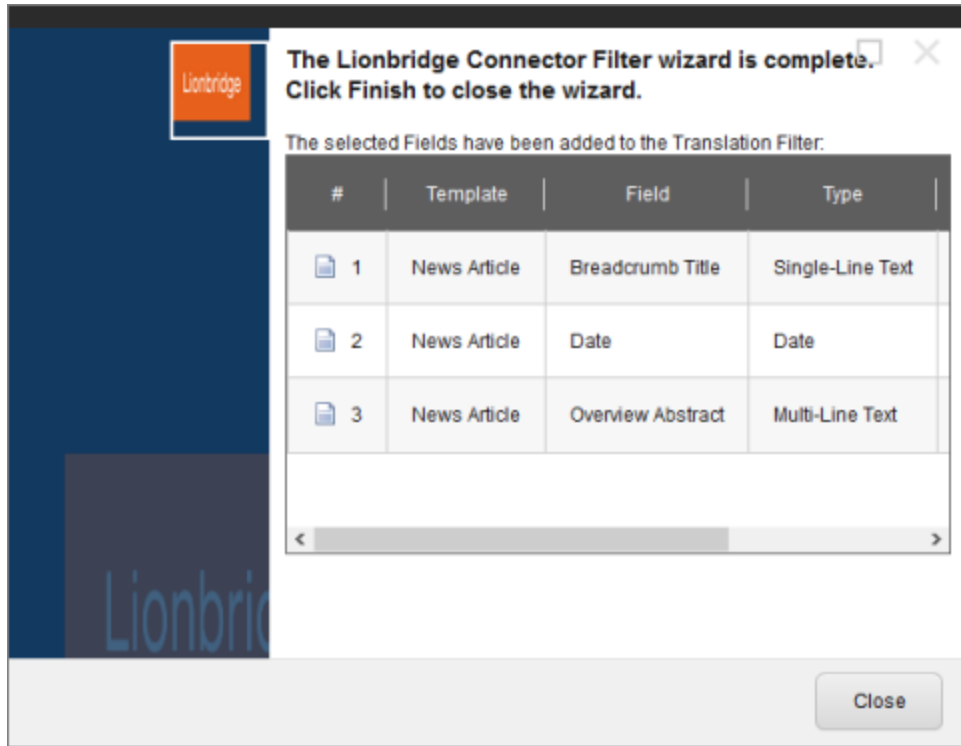 Lionbridge
The Lionbridge Connector Filter wizard is complete.
Click Finish to close the wizard.
The selected Fields have been added to the Translation Filter:
# Template Field Type
1 News Article Breadcrumb Title Single-Line Text
2 News Article Date Date
3 News Article Overview Abstract Multi-Line Text
Lionbridg
Close